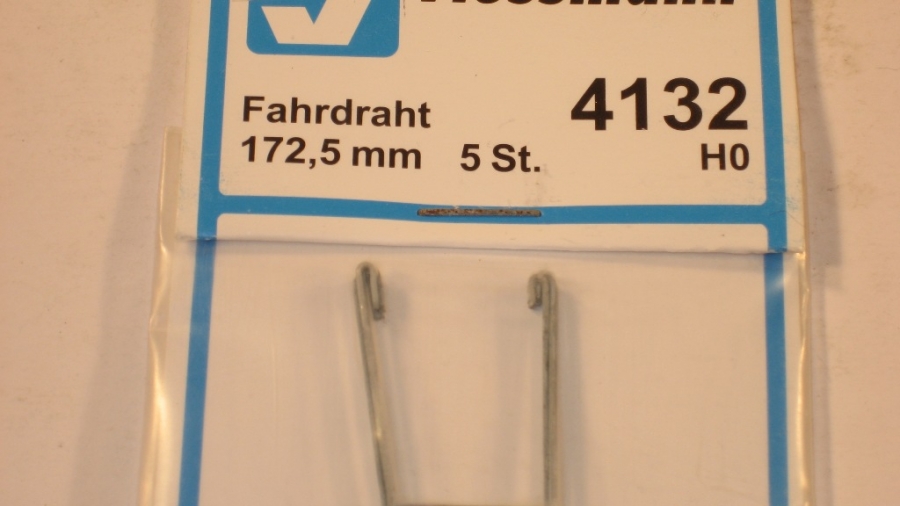 Fahrdraht
4132
172,5 mm 5 St.
H0